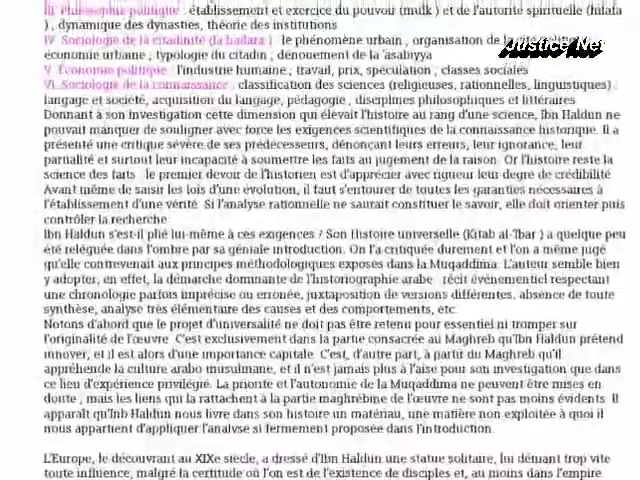 III. Philosophie politique : établissement et exercice du pouvoir (mulk ) et de l'autorité spirituelle (hilafa
) , dynamique des dynasties, théorie des institutions
IV. Sociologie de la citadinité (la hadara ) : le phénomène urbain , organisation de la
Justice Net
économie urbaine ; typologie du citadin , dénouement de la 'asabiyya
V. Économie politique : l'industrie humaine ; travail, prix, spéculation , classes sociales
VI. Sociologie de la connaissance : classification des sciences (religieuses, rationnelles, linguistiques) ;
langage et société, acquisition du langage, pédagogie , disciplines philosophiques et littéraires
Donnant à son investigation cette dimension qui élevait l'histoire au rang d'une science, Ibn Haldun ne
pouvait manquer de souligner avec force les exigences scientifiques de la connaissance historique. Il a
présenté une critique sévère de ses prédécesseurs, dénonçant leurs erreurs, leur ignorance, leur
partialité et surtout leur incapacité à soumettre les faits au jugement de la raison. Or l'histoire reste la
science des faits : le premier devoir de l'historien est d'apprécier avec rigueur leur degré de crédibilité.
Avant même de saisir les lois d'une évolution, il faut s'entourer de toutes les garanties nécessaires à
l'établissement d'une vérité. Si l'analyse rationnelle ne saurait constituer le savoir, elle doit orienter puis
contrôler la recherche.
Ibn Haldun s'est-il plié lui-même à ces exigences ? Son Histoire universelle (Kitab al-'Ibar ) a quelque peu
été reléguée dans l'ombre par sa géniale introduction. On l'a critiquée durement et l'on a même jugé
qu'elle contrevenait aux principes méthodologiques exposés dans la Muqaddima. L'auteur semble bien
y adopter, en effet, la démarche dominante de l'historiographie arabe : récit événementiel respectant
une chronologie parfois imprécise ou erronée, juxtaposition de versions différentes, absence de toute
synthèse, analyse très élémentaire des causes et des comportements, etc.
Notons d'abord que le projet d'universalité ne doit pas être retenu pour essentiel ni tromper sur
l'originalité de l'œuvre. C'est exclusivement dans la partie consacrée au Maghreb qu'Ibn Haldun prétend
innover, et il est alors d'une importance capitale. C'est, d'autre part, à partir du Maghreb qu'il
appréhende la culture arabo musulmane, et il n'est jamais plus à l'aise pour son investigation que dans
ce lieu d'expérience privilégié. La priorité et l'autonomie de la Muqaddima ne peuvent être mises en
doute , mais les liens qui la rattachent à la partie maghrébine de l'œuvre ne sont pas moins évidents. Il
apparaît qu'Inb Haldun nous livre dans son histoire un matériau, une matière non exploitée à quoi il
nous appartient d'appliquer l'analyse si fermement proposée dans l'introduction.
L'Europe, le découvrant au XIXe siècle, a dressé d'Ibn Haldun une statue solitaire, lui déniant trop vite
toute influence, malgré la certitude où l'on est de l'existence de disciples et, au moins dans l'empire